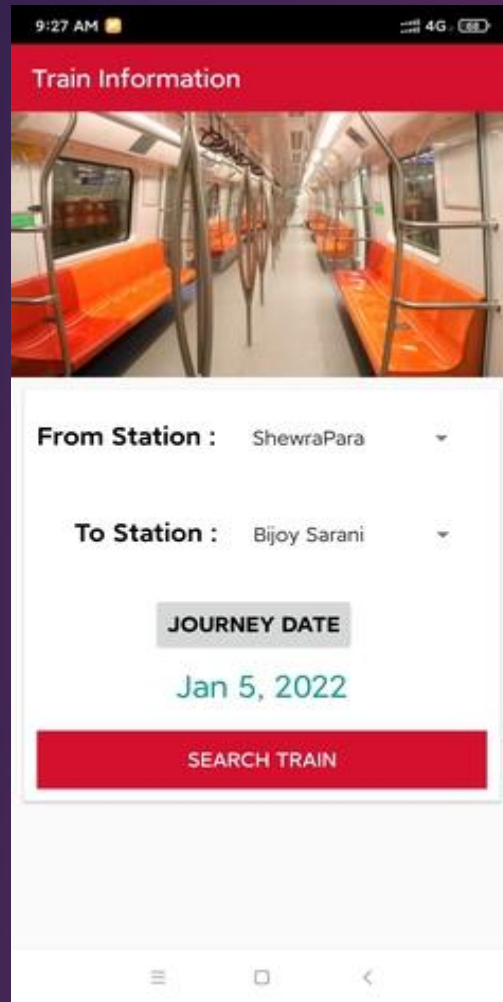 9:27 AM 4G 68
Train Information
From Station : ShewraPara
To Station : Bijoy Sarani
JOURNEY DATE
Jan 5, 2022
SEARCH TRAIN